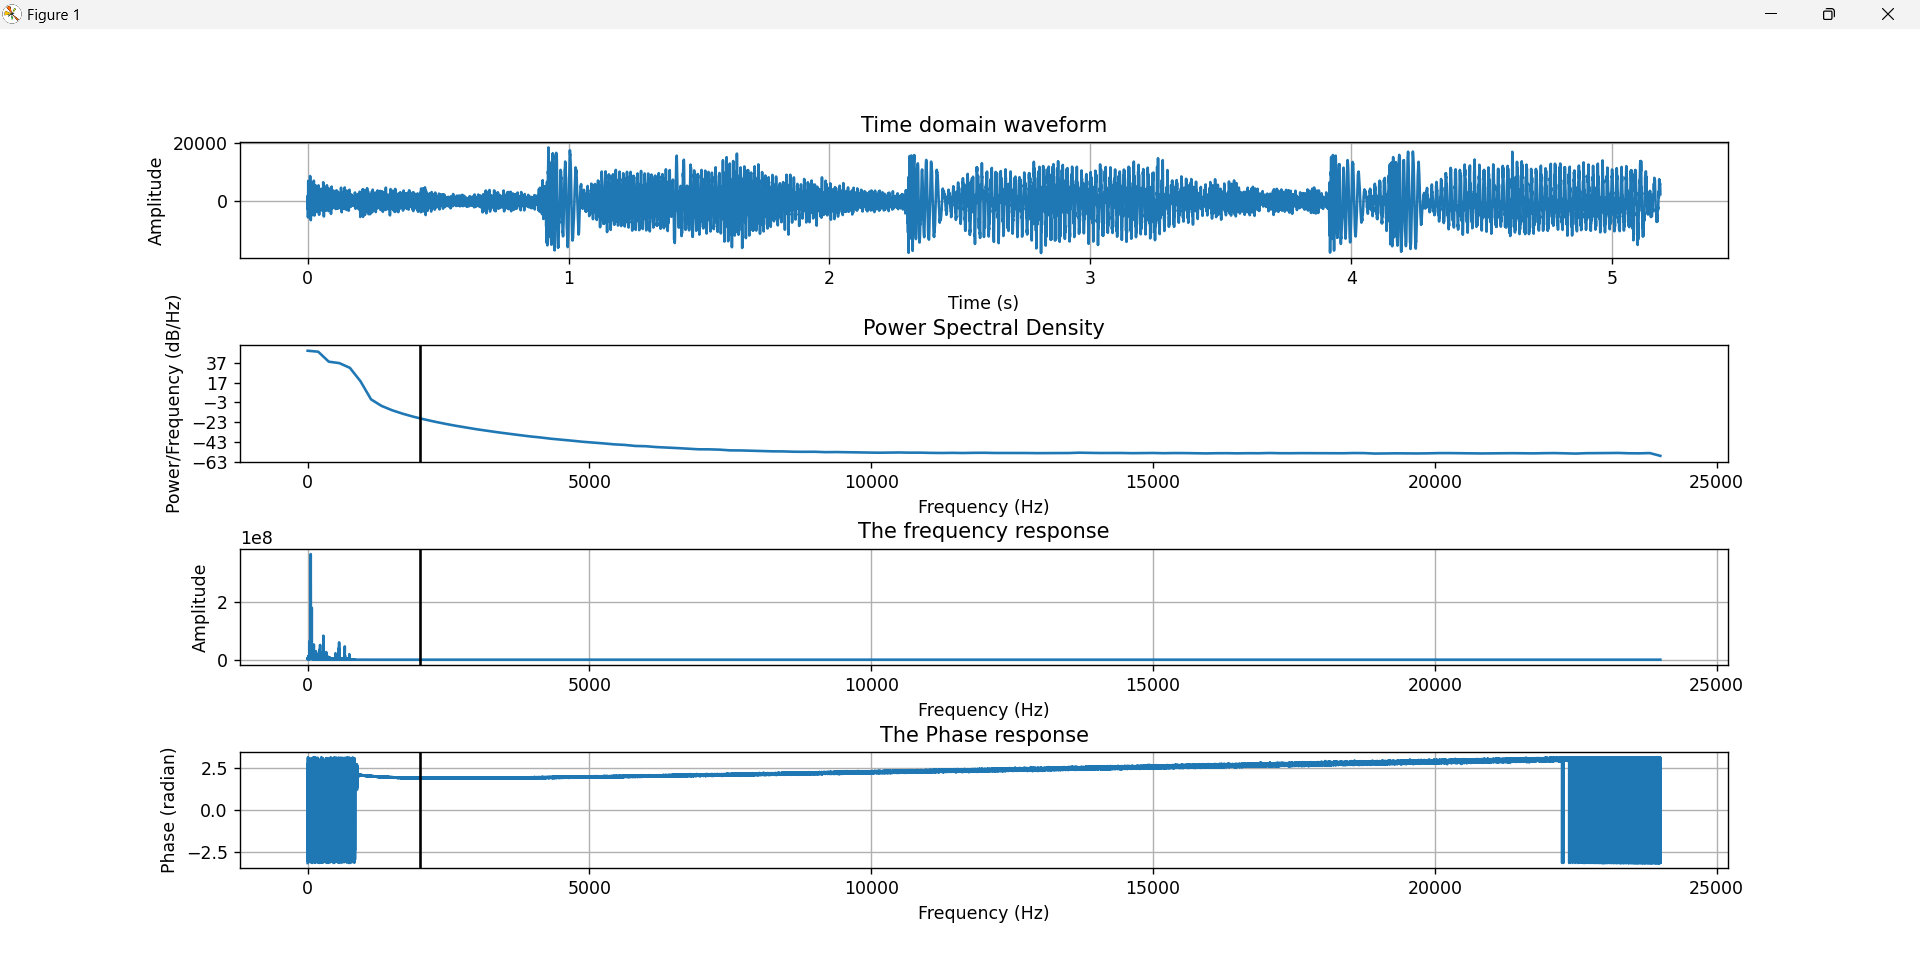 Figure 1
Time domain waveform
Amplitude
20000
0
0 1 2 3 4 5
Time (s)
Power Spectral Density
Power/Frequency (dB/Hz)
37
17
−3
−23
−43
−63
0 5000 10000 15000 20000 25000
Frequency (Hz)
The frequency response
1e8
Amplitude
2
0
0 5000 10000 15000 20000 25000
Frequency (Hz)
The Phase response
Phase (radian)
2.5
0.0
−2.5
0 5000 10000 15000 20000 25000
Frequency (Hz)